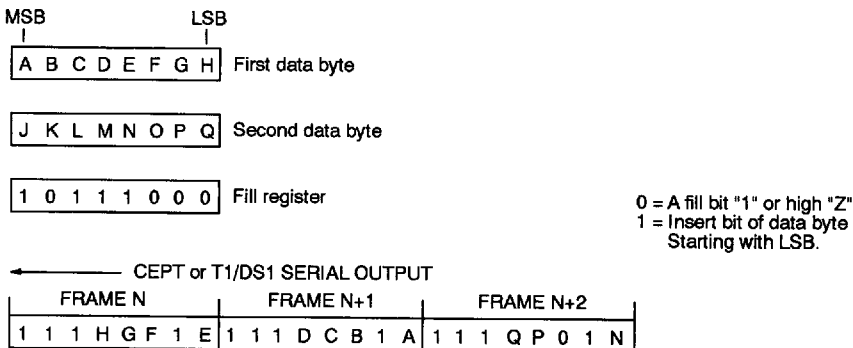 MSB LSB
A B C D E F G H First data byte
J K L M N O P Q Second data byte
1 0 1 1 1 0 0 0 Fill register
0 = A fill bit "1" or high "Z"
1 = Insert bit of data byte
Starting with LSB.
CEPT or T1/DS1 SERIAL OUTPUT
FRAME N FRAME N+1 FRAME N+2
1 1 1 H G F 1 E 1 1 1 D C B 1 A 1 1 1 Q P 0 1 N